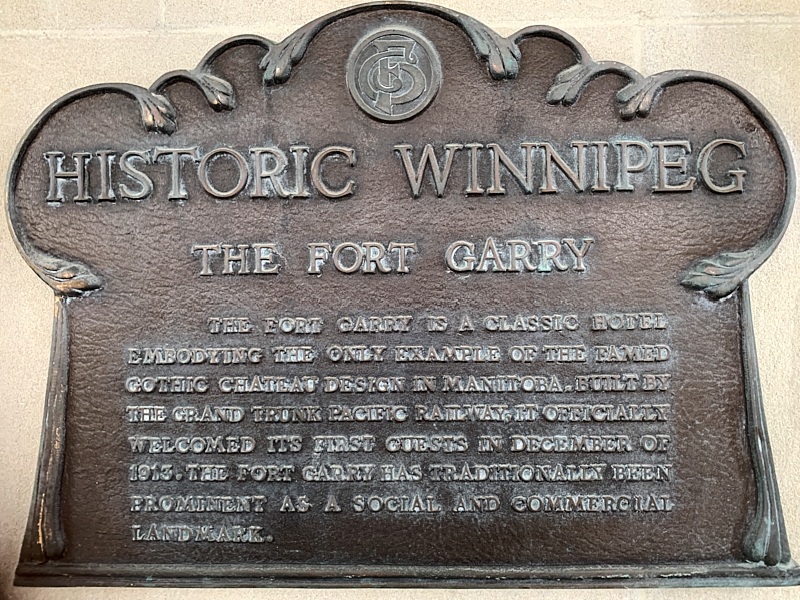 HISTORIC WINNIPEG
THE FORT GARRY
THE FORT GARRY IS A CLASSIC HOTEL
EMBODYING THE ONLY EXAMPLE OF THE FAMED
GOTHIC CHATEAU DESIGN IN MANITOBA. BUILT BY
THE GRAND TRUNK PACIFIC RAILWAY, IT OFFICIALLY
WELCOMED ITS FIRST GUESTS IN DECEMBER OF
1913. THE FORT GARRY HAS TRADITIONALLY BEEN
PROMINENT AS A SOCIAL AND COMMERCIAL
LANDMARK.